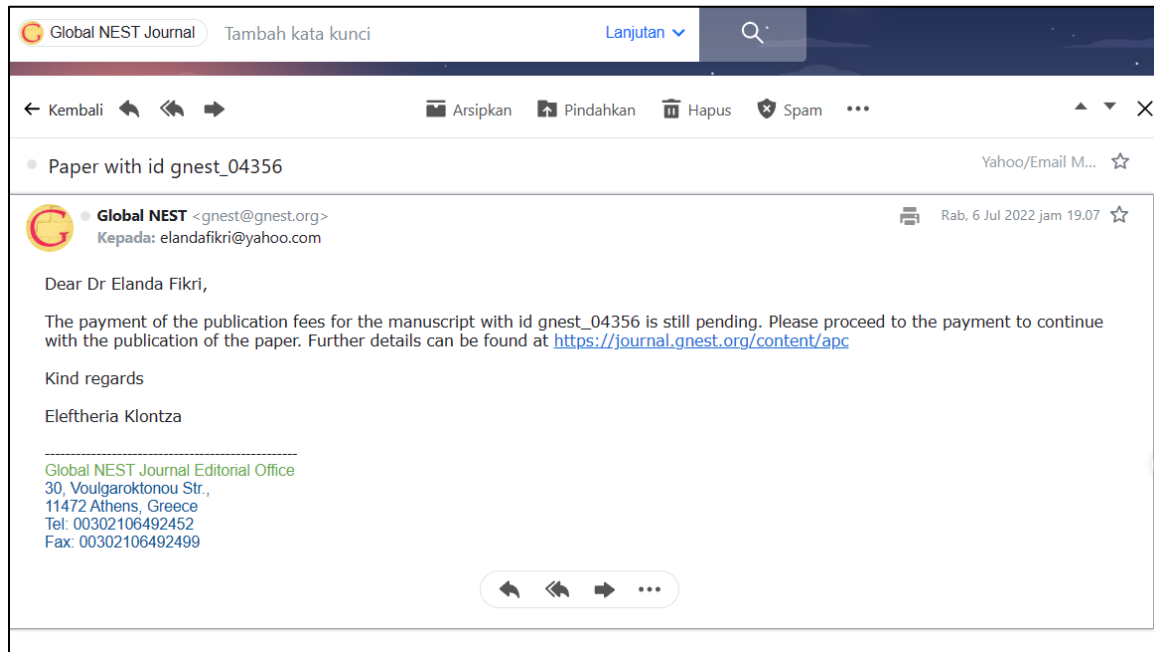 Global NEST Journal Tambah kata kunci Lanjutan
Kembali Arsipkan Pindahkan Hapus Spam
Paper with id gnest_04356 Yahoo/Email M...
Global NEST <gnest@gnest.org> Rab, 6 Jul 2022 jam 19.07
Kepada: elandafikri@yahoo.com
Dear Dr Elanda Fikri,
The payment of the publication fees for the manuscript with id gnest_04356 is still pending. Please proceed to the payment to continue
with the publication of the paper. Further details can be found at https://journal.gnest.org/content/apc
Kind regards
Eleftheria Klontza
-------------------------------------------------
Global NEST Journal Editorial Office
30, Voulgaroktonou Str.,
11472 Athens, Greece
Tel: 00302106492452
Fax: 00302106492499